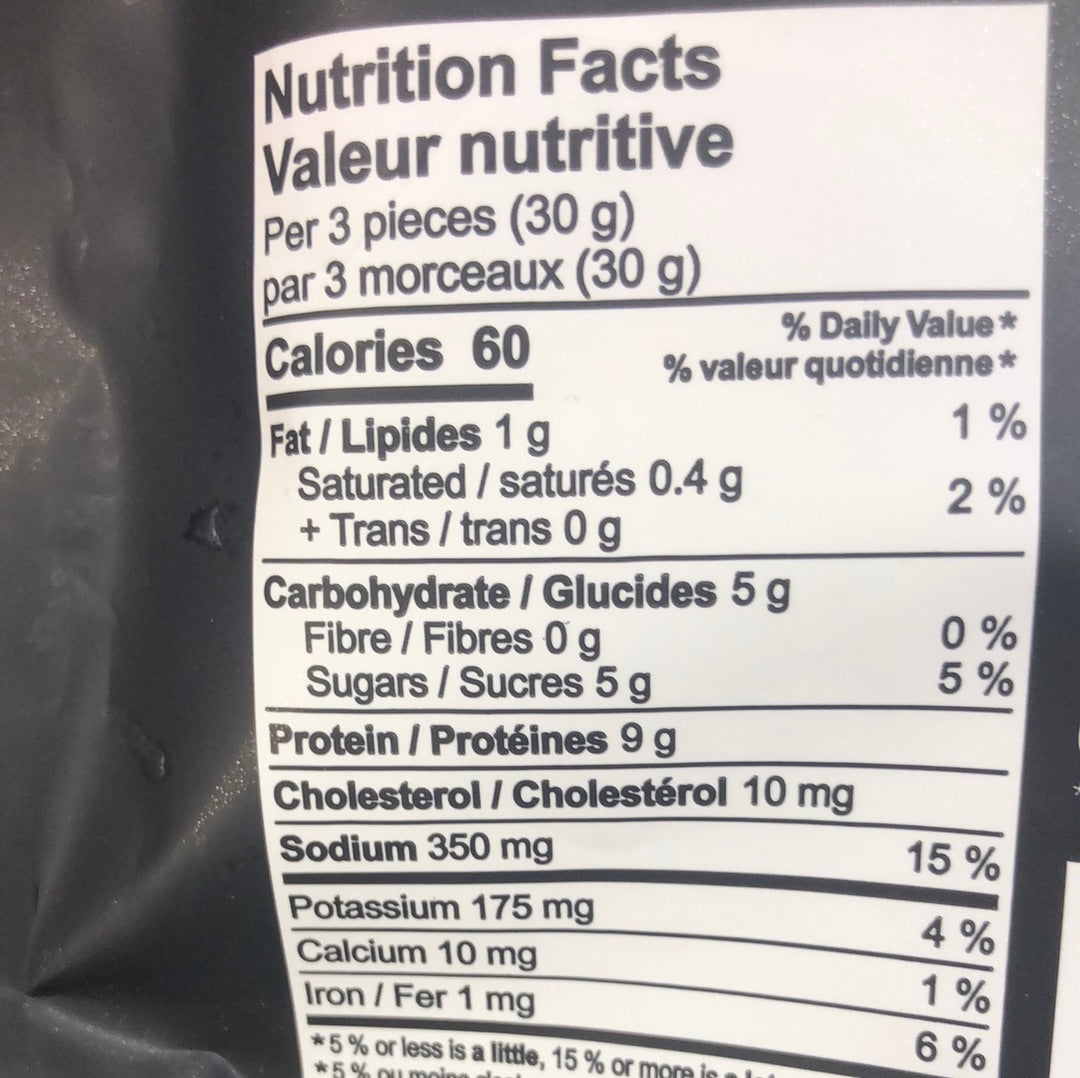 Nutrition Facts
Valeur nutritive
Per 3 pieces (30 g)
par 3 morceaux (30 g)
Calories 60
% Daily Value*
% valeur quotidienne*
Fat / Lipides 1 g 1 %
Saturated / saturés 0.4 g
+ Trans / trans 0 g 2 %
Carbohydrate / Glucides 5 g
Fibre / Fibres 0 g 0 %
Sugars / Sucres 5 g 5 %
Protein / Protéines 9 g
Cholesterol / Cholestérol 10 mg
Sodium 350 mg 15 %
Potassium 175 mg 4 %
Calcium 10 mg 1 %
Iron / Fer 1 mg 6 %
*5 % or less is a little, 15 % or more is
*5 % ou moins